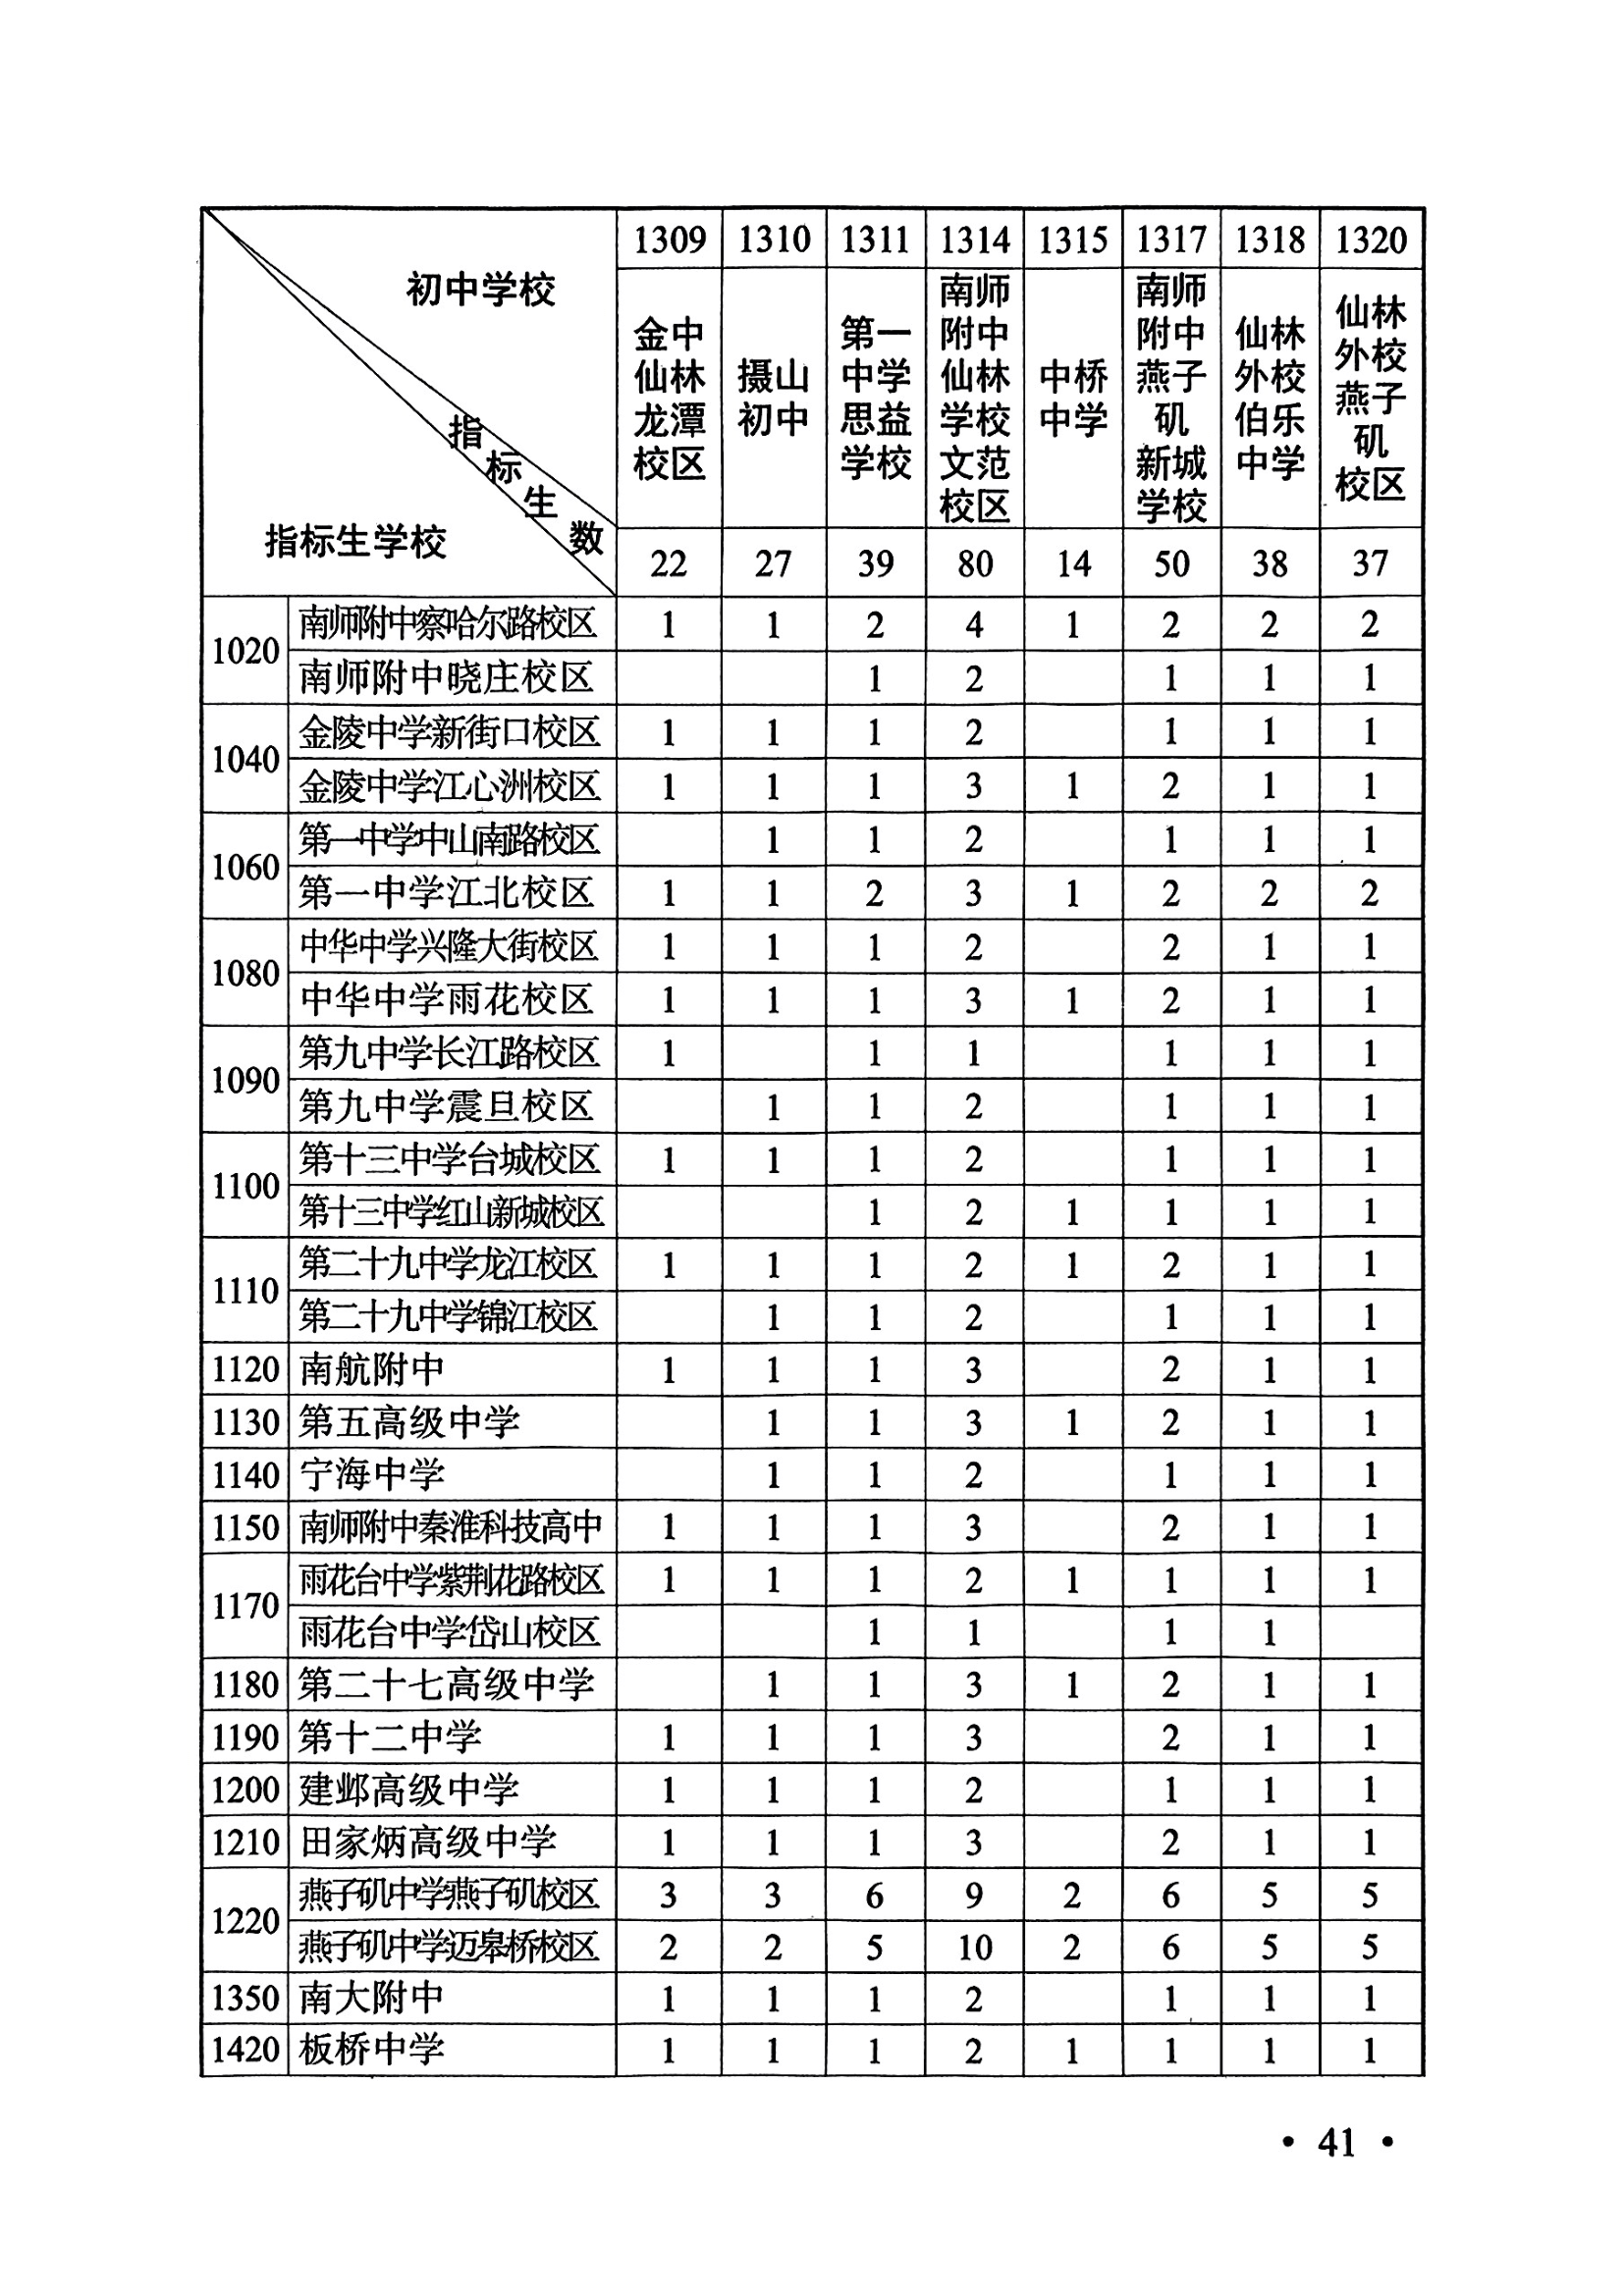 初中学校
指标生数
指标生学校
1309 1310 1311 1314 1315 1317 1318 1320
金中仙林龙潭校区 摄山初中 第一中学思益学校 南师附中仙林学校文范校区 中桥中学 南师附中燕子矶新城学校 仙林外校伯乐中学 仙林外校燕子矶校区
22 27 39 80 14 50 38 37
1020 南师附中察哈尔路校区 1 1 2 4 1 2 2 2
南师附中晓庄校区 1 2 1 1 1
1040 金陵中学新街口校区 1 1 1 2 1 1 1
金陵中学江心洲校区 1 1 1 3 1 2 1 1
1060 第一中学中山南路校区 1 1 2 1 1 1
第一中学江北校区 1 1 2 3 1 2 2 2
1080 中华中学兴隆大街校区 1 1 1 2 2 1 1
中华中学雨花校区 1 1 1 3 1 2 1 1
1090 第九中学长江路校区 1 1 1 1 1 1
第九中学震旦校区 1 1 2 1 1 1
1100 第十三中学台城校区 1 1 1 2 1 1 1
第十三中学红山新城校区 1 2 1 1 1 1
1110 第二十九中学龙江校区 1 1 1 2 1 2 1 1
第二十九中学锦江校区 1 1 2 1 1 1
1120 南航附中 1 1 1 3 2 1 1
1130 第五高级中学 1 1 3 1 2 1 1
1140 宁海中学 1 1 2 1 1 1
1150 南师附中秦淮科技高中 1 1 1 3 2 1 1
1170 雨花台中学紫荆花路校区 1 1 1 2 1 1 1 1
雨花台中学岱山校区 1 1 1 1
1180 第二十七高级中学 1 1 3 1 2 1 1
1190 第十二中学 1 1 1 3 2 1 1
1200 建邺高级中学 1 1 1 2 1 1 1
1210 田家炳高级中学 1 1 1 3 2 1 1
1220 燕子矶中学燕子矶校区 3 3 6 9 2 6 5 5
燕子矶中学迈皋桥校区 2 2 5 10 2 6 5 5
1350 南大附中 1 1 1 2 1 1 1
1420 板桥中学 1 1 1 2 1 1 1 1
• 41 •